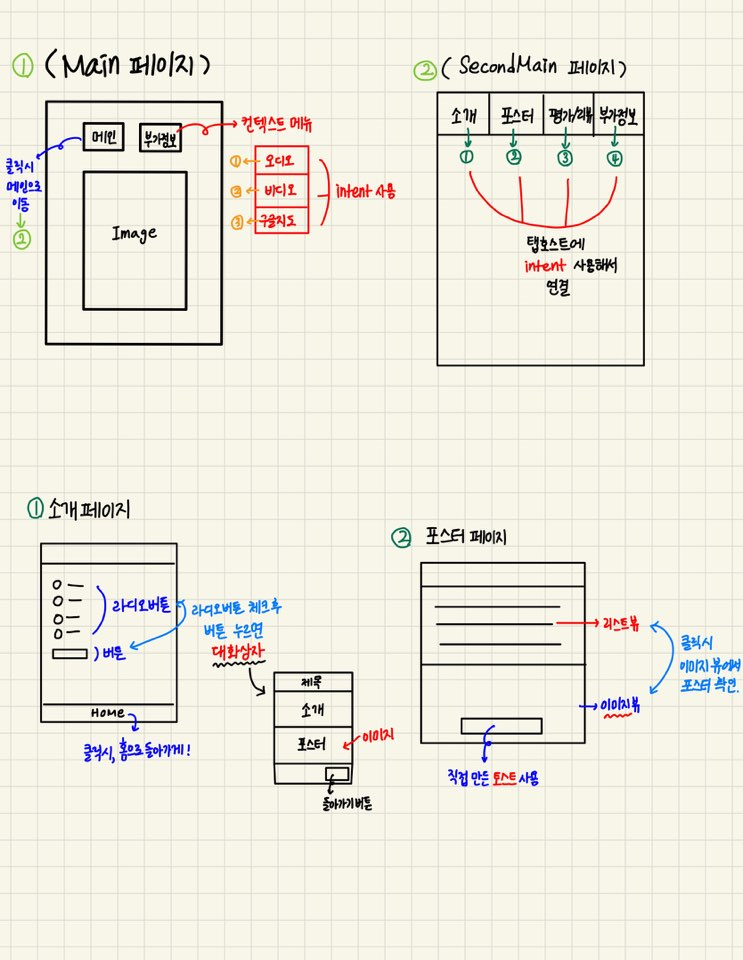 ① (Main 페이지)
메인
부가정보
컨텍스트 메뉴
클릭시
메인으로
이동
②
① 오디오
② 비디오
③ 구글지도
intent 사용
Image
② (SecondMain 페이지)
소개 포스터 평가/리뷰 부가정보
① ② ③ ④
탭호스트에
intent 사용해서
연결
① 소개 페이지
라디오버튼
) 버튼
HOME
클릭시, 홈으로 돌아가게!
라디오버튼 체크후
버튼 누르면
대화상자
제목
소개
포스터
이미지
돌아가기버튼
② 포스터 페이지
리스트뷰
클릭시
이미지뷰에서
포스터 확인.
이미지뷰
직접 만든 토스트 사용